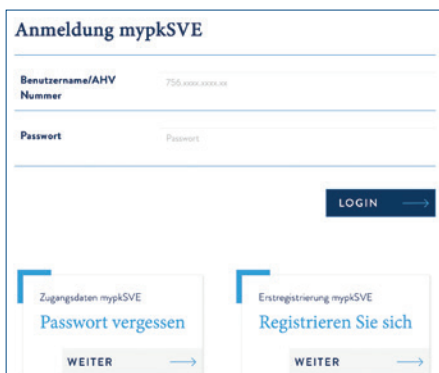 Anmeldung mypkSVE
Benutzername/AHV
Nummer
756.xxxx.xxxx.xx
Passwort
Passwort
LOGIN
Zugangsdaten mypkSVE
Passwort vergessen
WEITER
Erstregistrierung mypkSVE
Registrieren Sie sich
WEITER